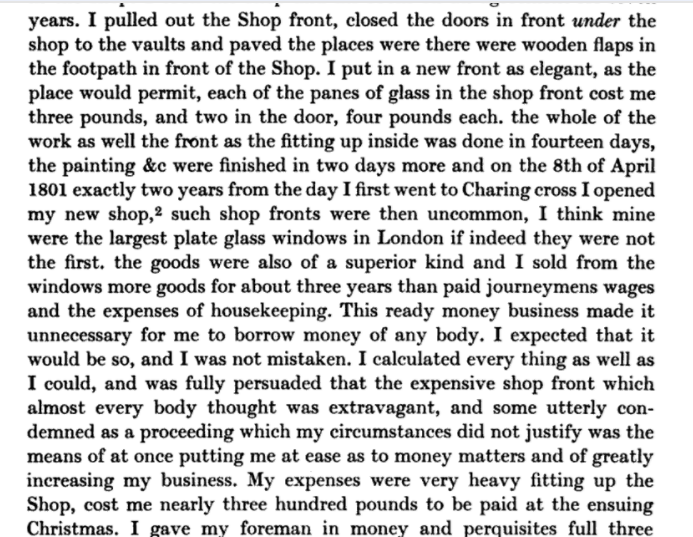 years. I pulled out the Shop front, closed the doors in front under the
shop to the vaults and paved the places were there were wooden flaps in
the footpath in front of the Shop. I put in a new front as elegant, as the
place would permit, each of the panes of glass in the shop front cost me
three pounds, and two in the door, four pounds each. the whole of the
work as well the front as the fitting up inside was done in fourteen days,
the painting &c were finished in two days more and on the 8th of April
1801 exactly two years from the day I first went to Charing cross I opened
my new shop,² such shop fronts were then uncommon, I think mine
were the largest plate glass windows in London if indeed they were not
the first. the goods were also of a superior kind and I sold from the
windows more goods for about three years than paid journeymens wages
and the expenses of housekeeping. This ready money business made it
unnecessary for me to borrow money of any body. I expected that it
would be so, and I was not mistaken. I calculated every thing as well as
I could, and was fully persuaded that the expensive shop front which
almost every body thought was extravagant, and some utterly con-
demned as a proceeding which my circumstances did not justify was the
means of at once putting me at ease as to money matters and of greatly
increasing my business. My expenses were very heavy fitting up the
Shop, cost me nearly three hundred pounds to be paid at the ensuing
Christmas. I gave my foreman in money and perquisites full three